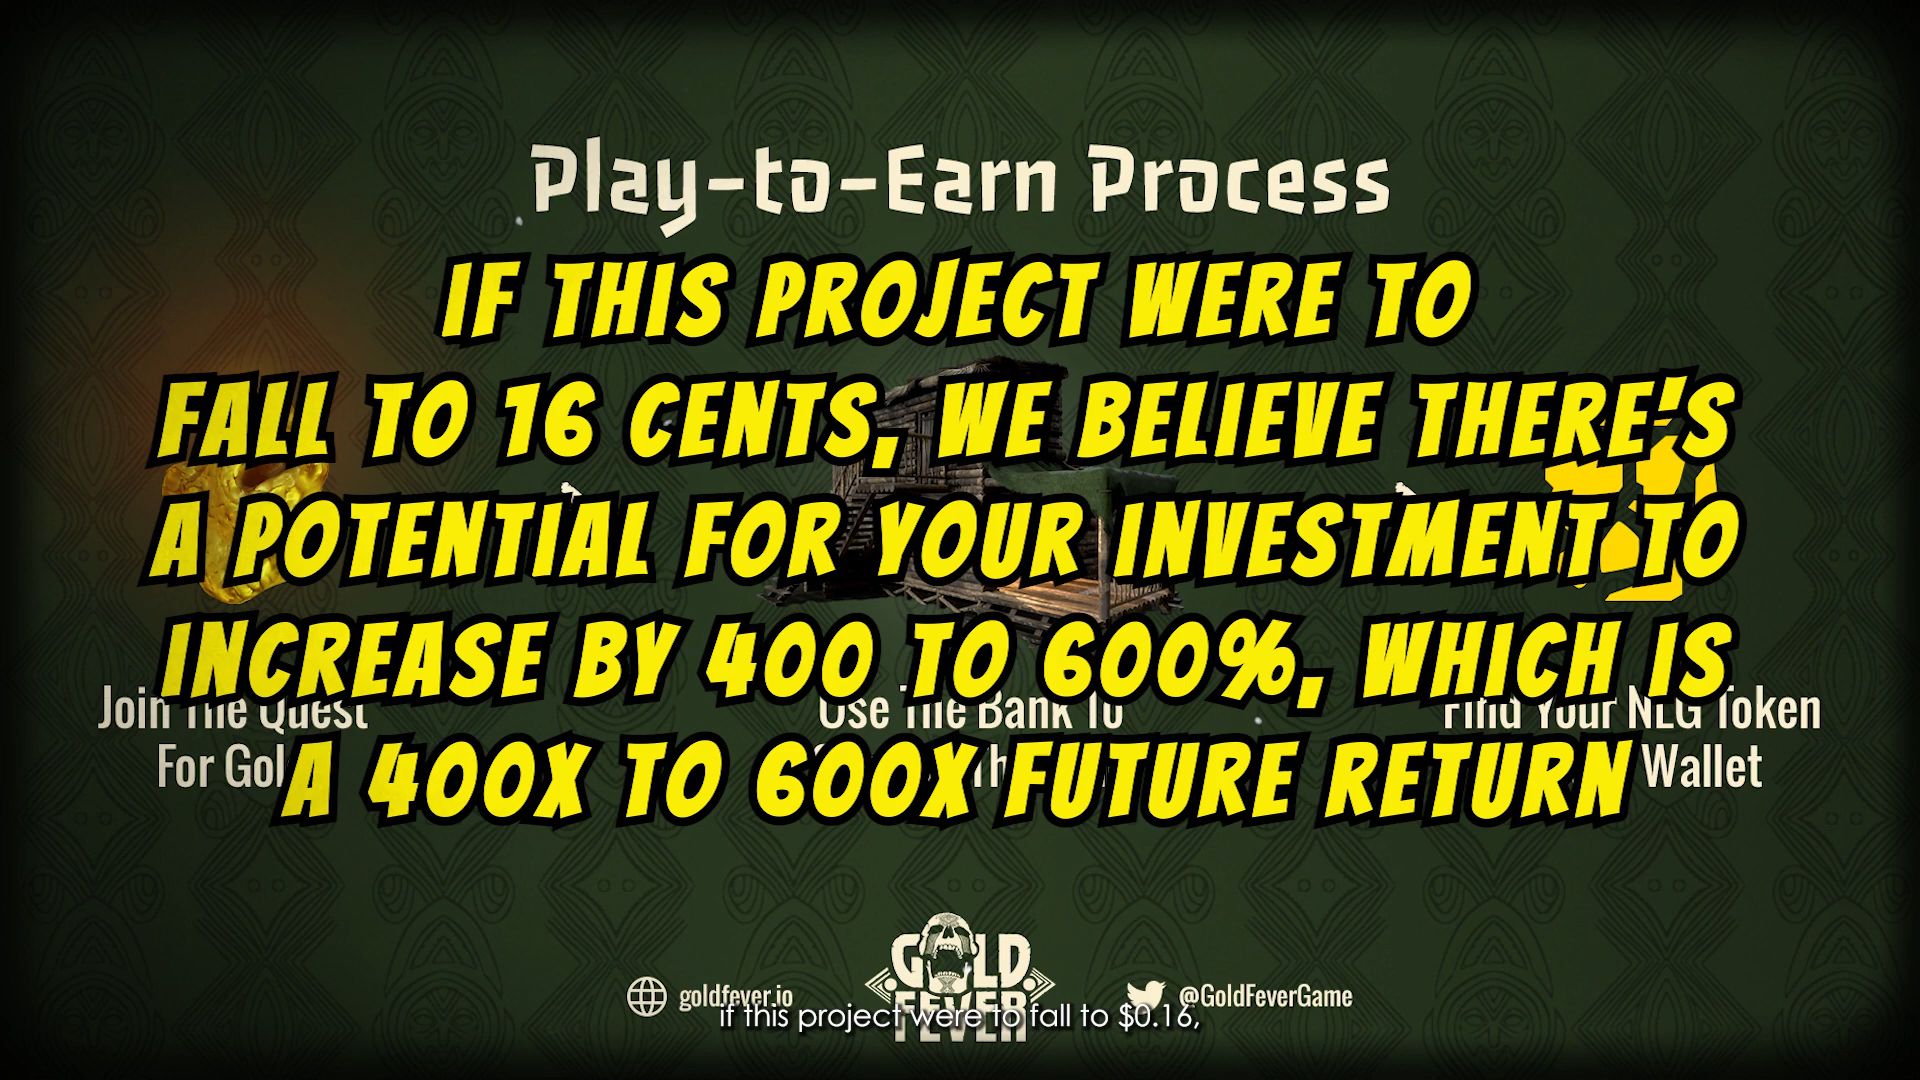 Play-to-Earn Process
IF THIS PROJECT WERE TO
FALL TO 16 CENTS, WE BELIEVE THERE'S
A POTENTIAL FOR YOUR INVESTMENT TO
INCREASE BY 400 TO 600%, WHICH IS
A 400X TO 600X FUTURE RETURN
Join The Quest
For Gol
Use The Bank To
Find Your NLG Token
Wallet
GOLD
FEVER
goldfever.io
@GoldFeverGame
if this project were to fall to $0.16,